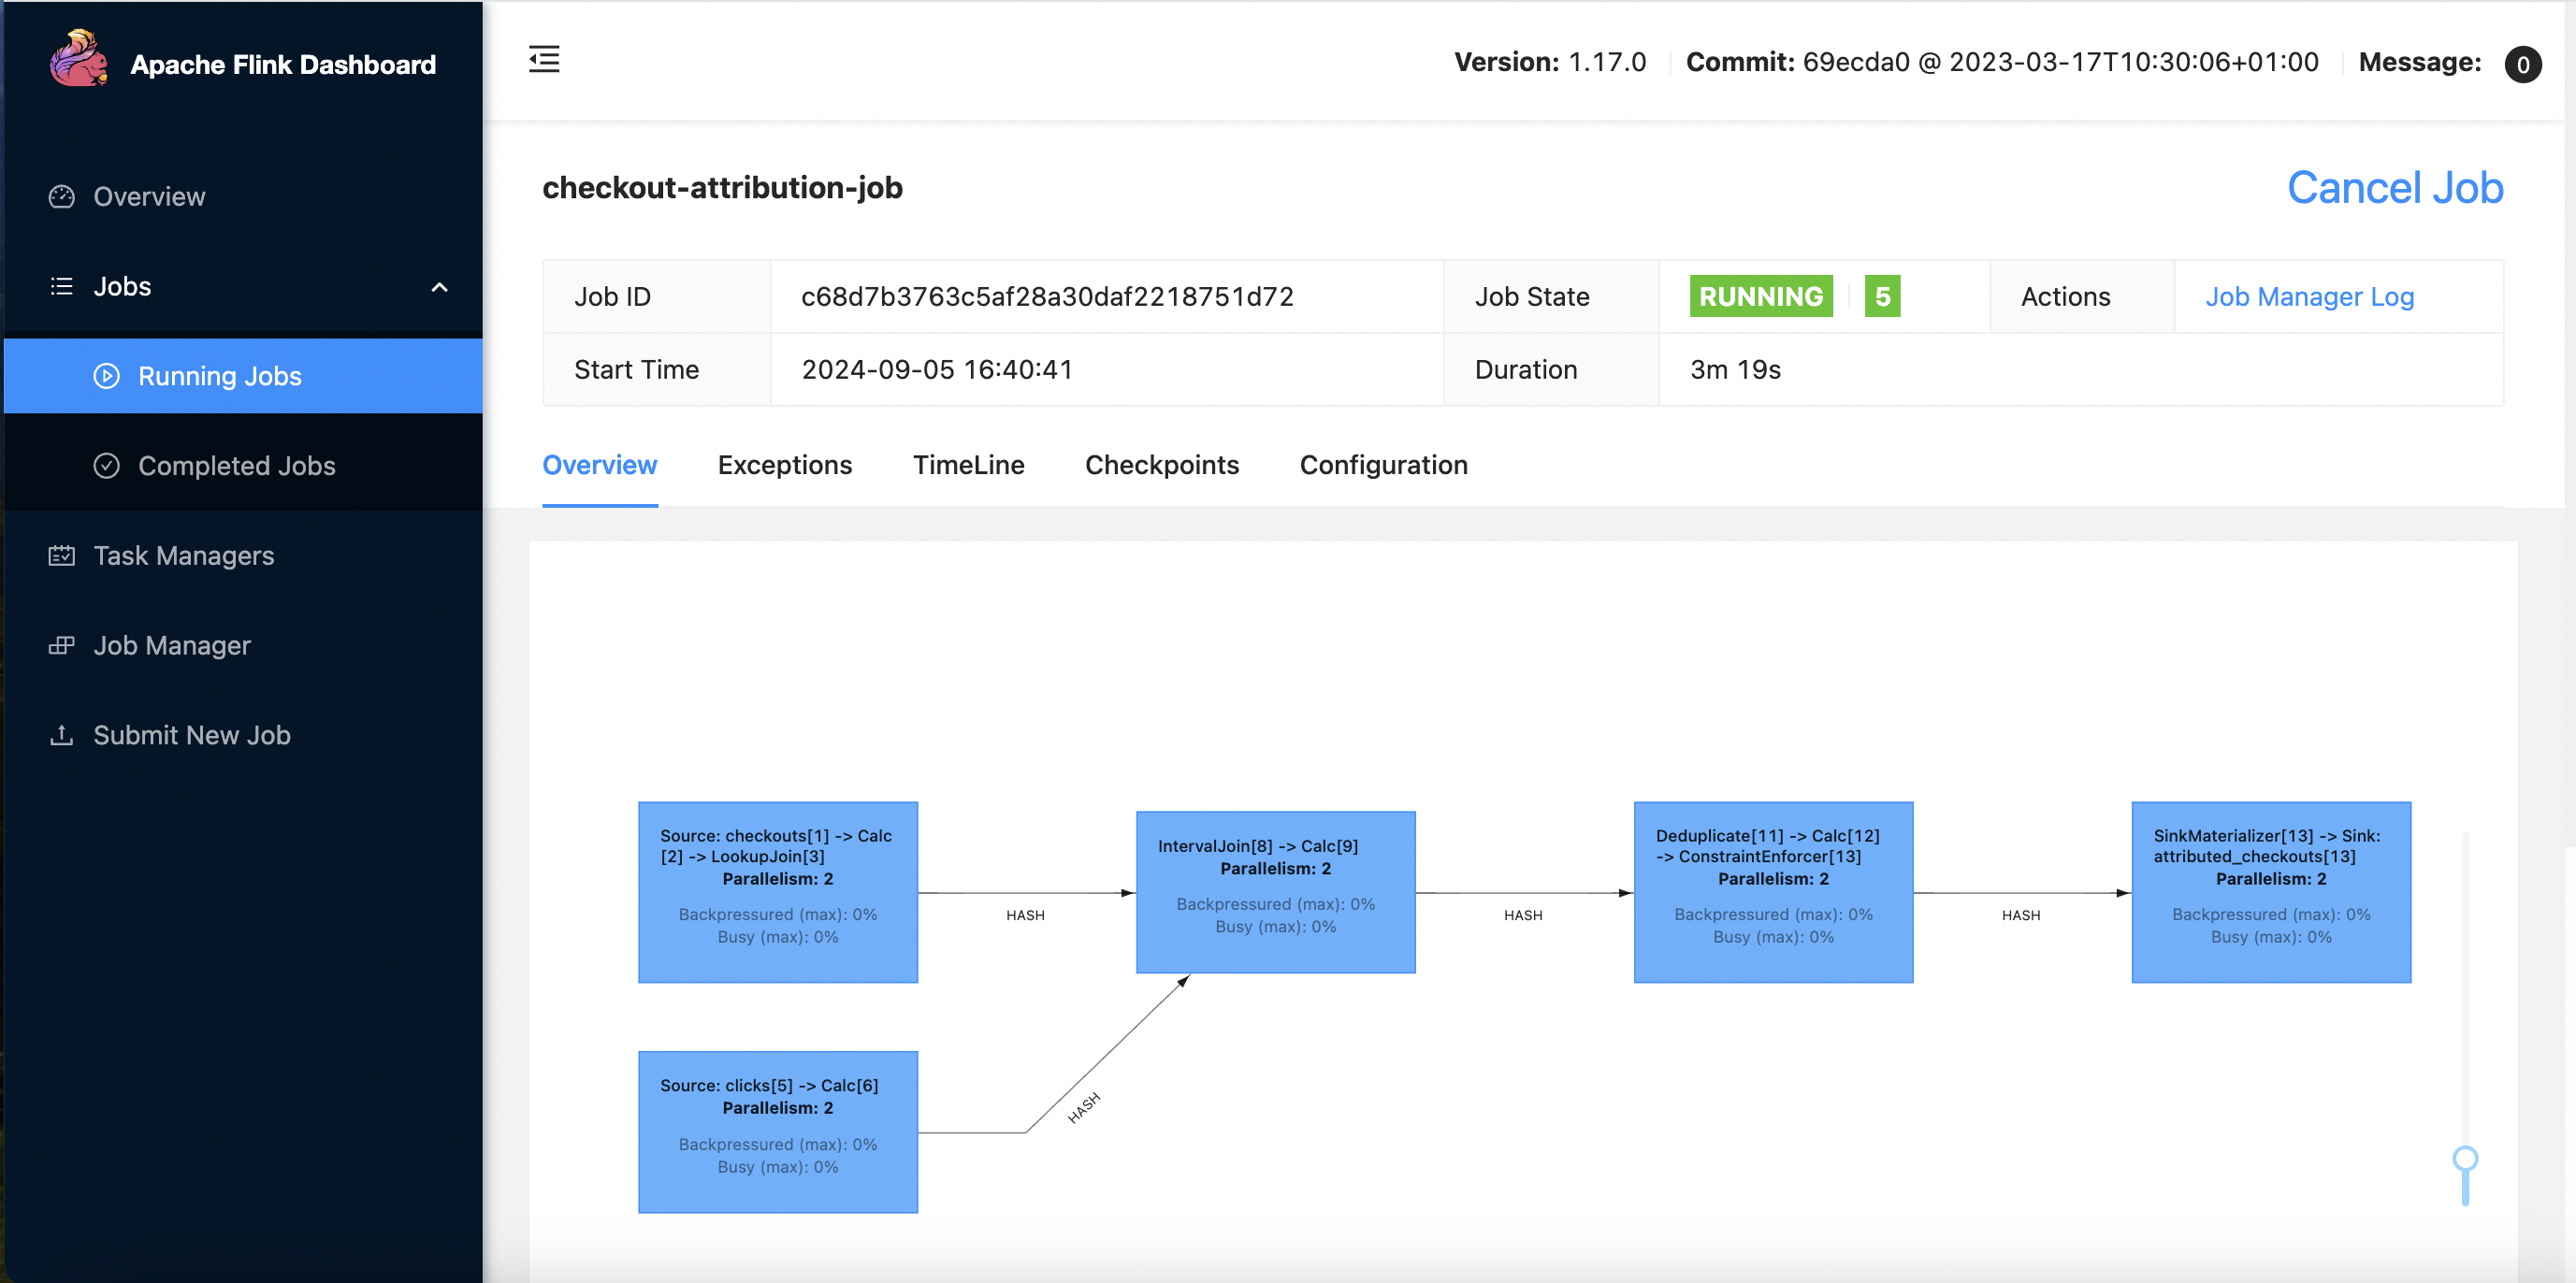 Apache Flink Dashboard
Version: 1.17.0 Commit: 69ecda0 @ 2023-03-17T10:30:06+01:00 Message: 0
Overview
Jobs
Running Jobs
Completed Jobs
Task Managers
Job Manager
Submit New Job
checkout-attribution-job
Cancel Job
Job ID c68d7b3763c5af28a30daf2218751d72 Job State RUNNING 5 Actions Job Manager Log
Start Time 2024-09-05 16:40:41 Duration 3m 19s
Overview Exceptions TimeLine Checkpoints Configuration
Source: checkouts[1] -> Calc
[2] -> LookupJoin[3]
Parallelism: 2
Backpressured (max): 0%
Busy (max): 0%
HASH
IntervalJoin[8] -> Calc[9]
Parallelism: 2
Backpressured (max): 0%
Busy (max): 0%
HASH
Deduplicate[11] -> Calc[12]
-> ConstraintEnforcer[13]
Parallelism: 2
Backpressured (max): 0%
Busy (max): 0%
HASH
SinkMaterializer[13] -> Sink:
attributed_checkouts[13]
Parallelism: 2
Backpressured (max): 0%
Busy (max): 0%
Source: clicks[5] -> Calc[6]
Parallelism: 2
Backpressured (max): 0%
Busy (max): 0%
HASH